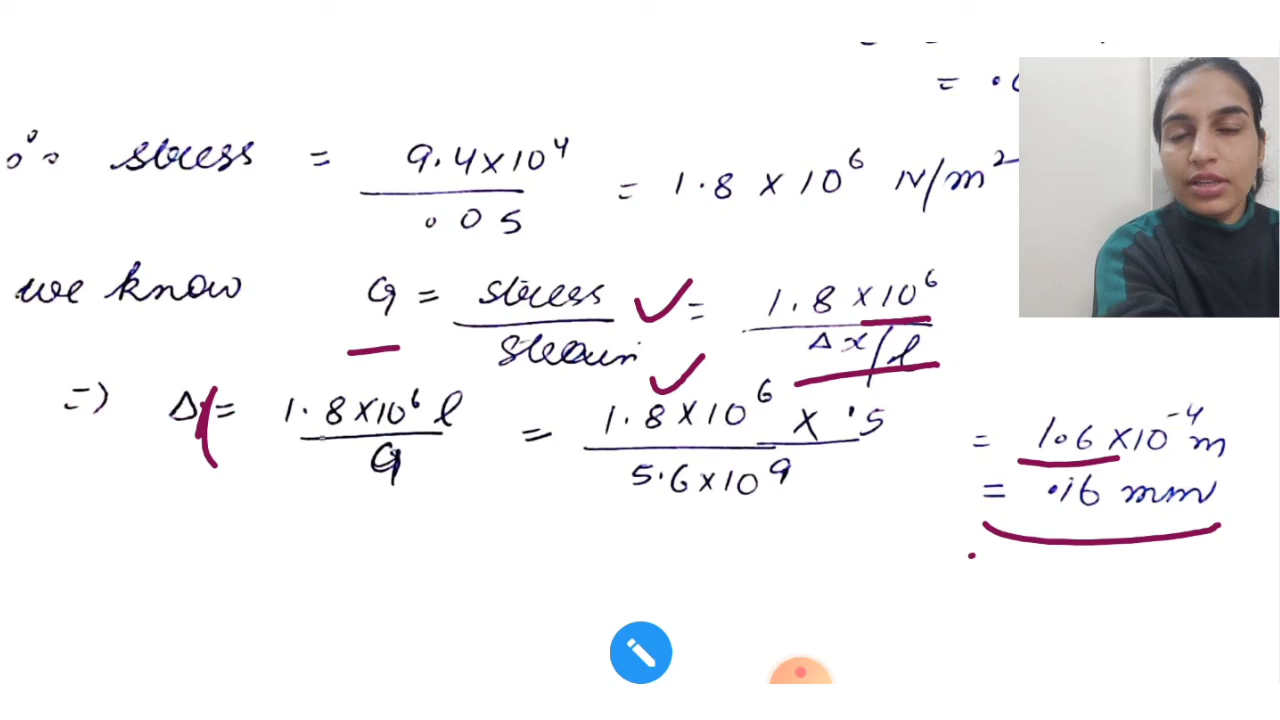 = .0
∴ stress = 9.4×10⁴ / .05 = 1.8 × 10⁶ N/m²
we know G = stress / strain = 1.8 × 10⁶ / Δx/l
=) Δ = 1.8×10⁶ l / G = 1.8×10⁶ × .5 / 5.6×10⁹ = 1.6×10⁻⁴ m
= .16 mm